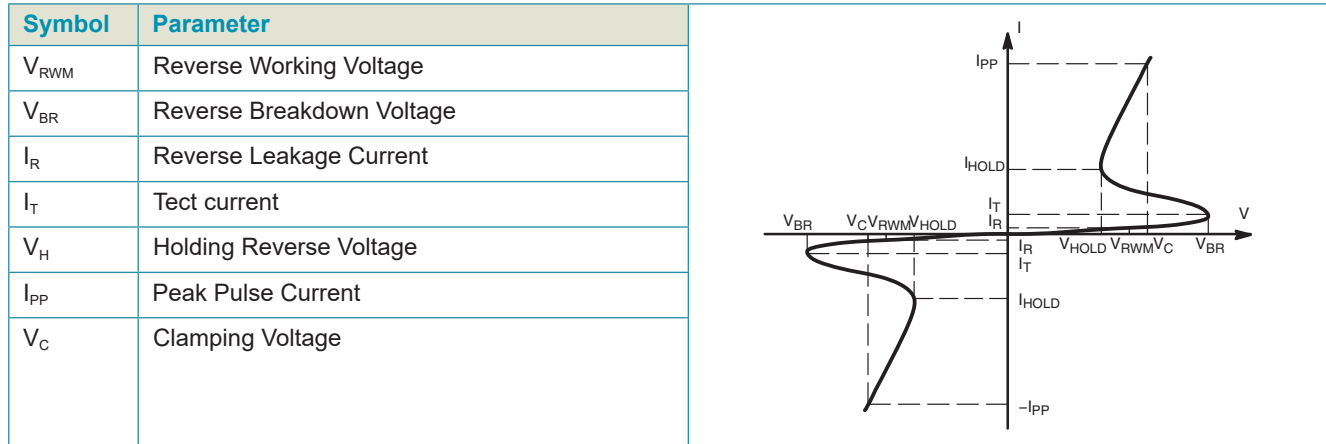 Symbol Parameter
VRWM Reverse Working Voltage
VBR Reverse Breakdown Voltage
IR Reverse Leakage Current
IT Tect current
VH Holding Reverse Voltage
IPP Peak Pulse Current
VC Clamping Voltage
I
IPP
IHOLD
IT
IR
V
VBR VC VRWM VHOLD
VHOLD VRWM VC VBR
IR
IT
IHOLD
–IPP